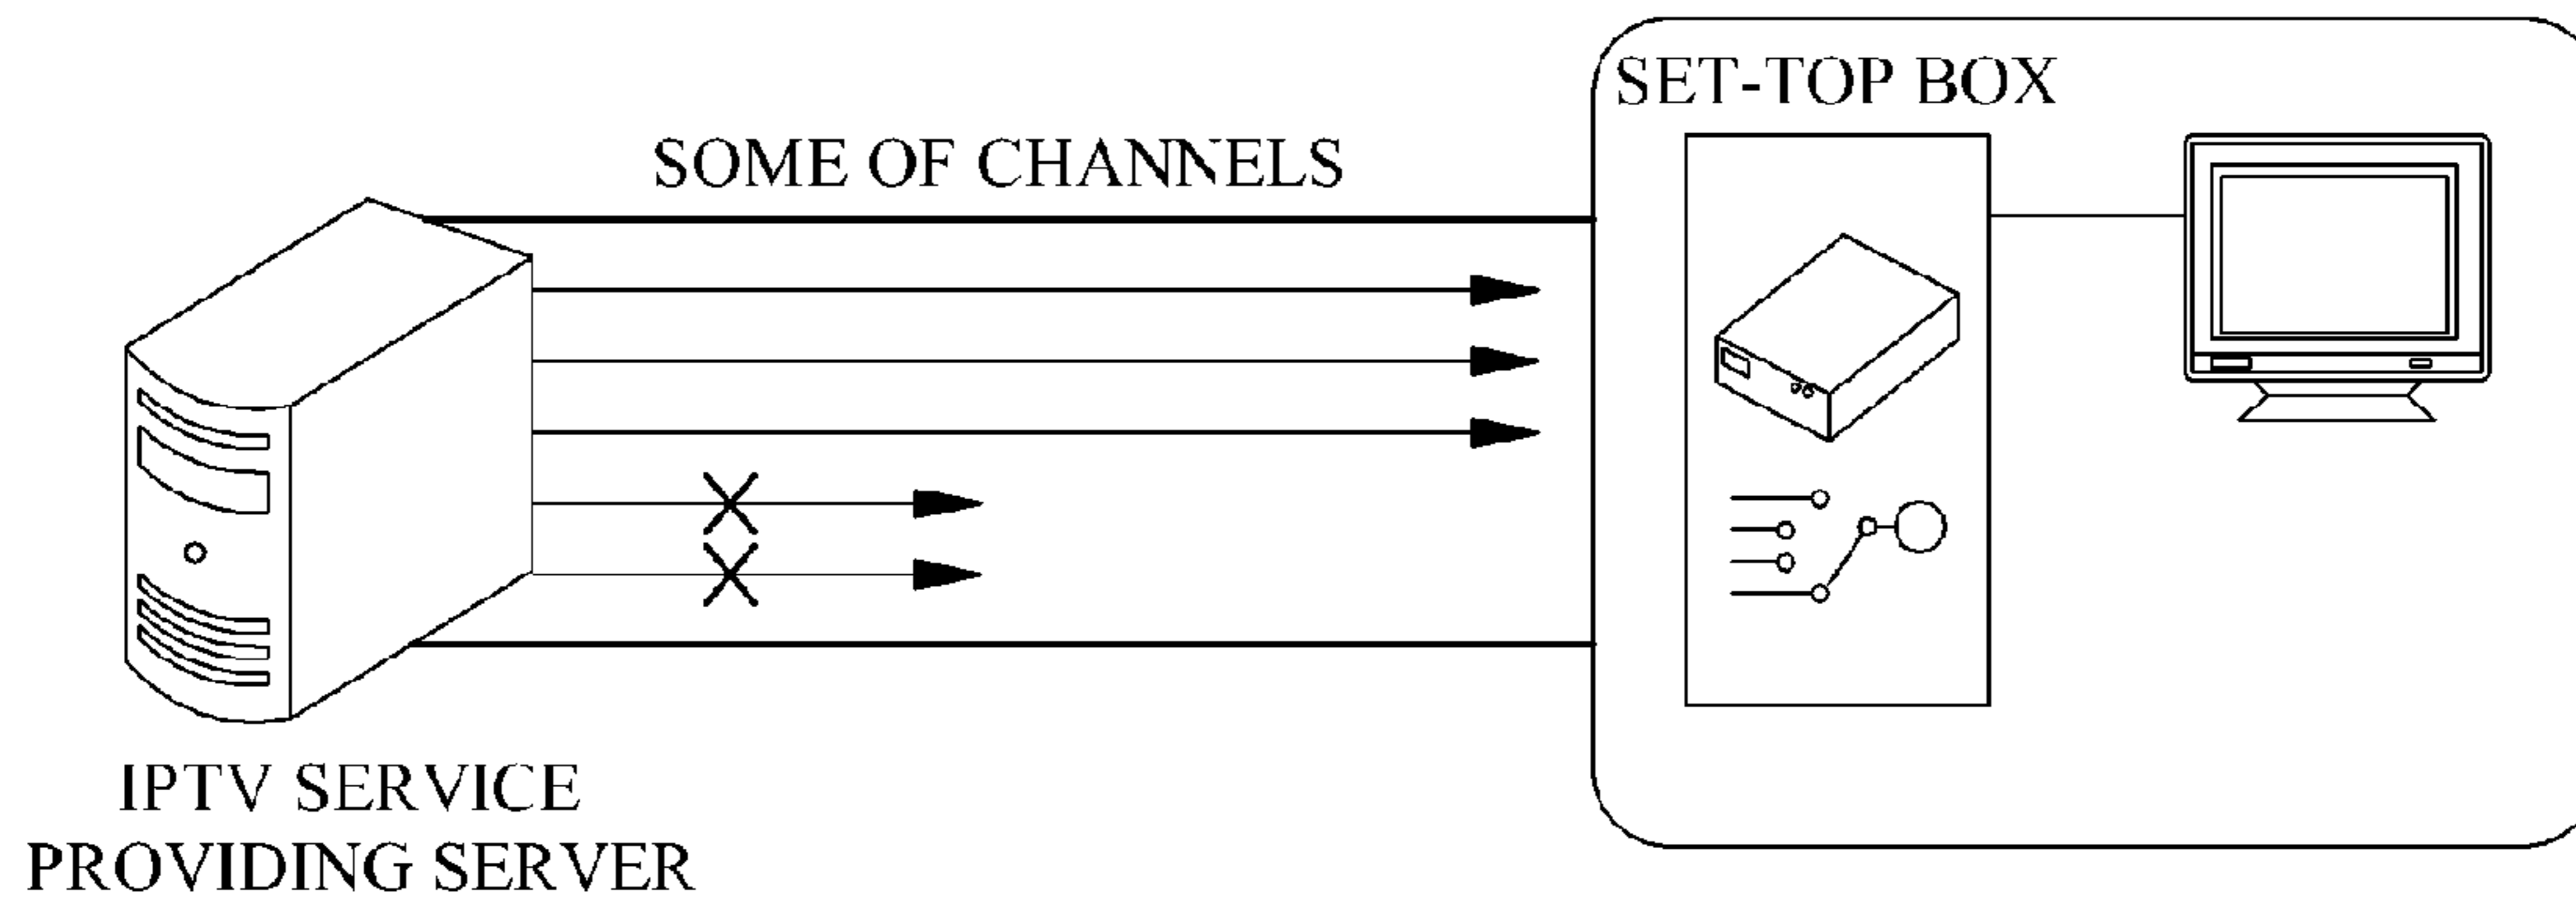 SET-TOP BOX
SOME OF CHANNELS
IPTV SERVICE
PROVIDING SERVER